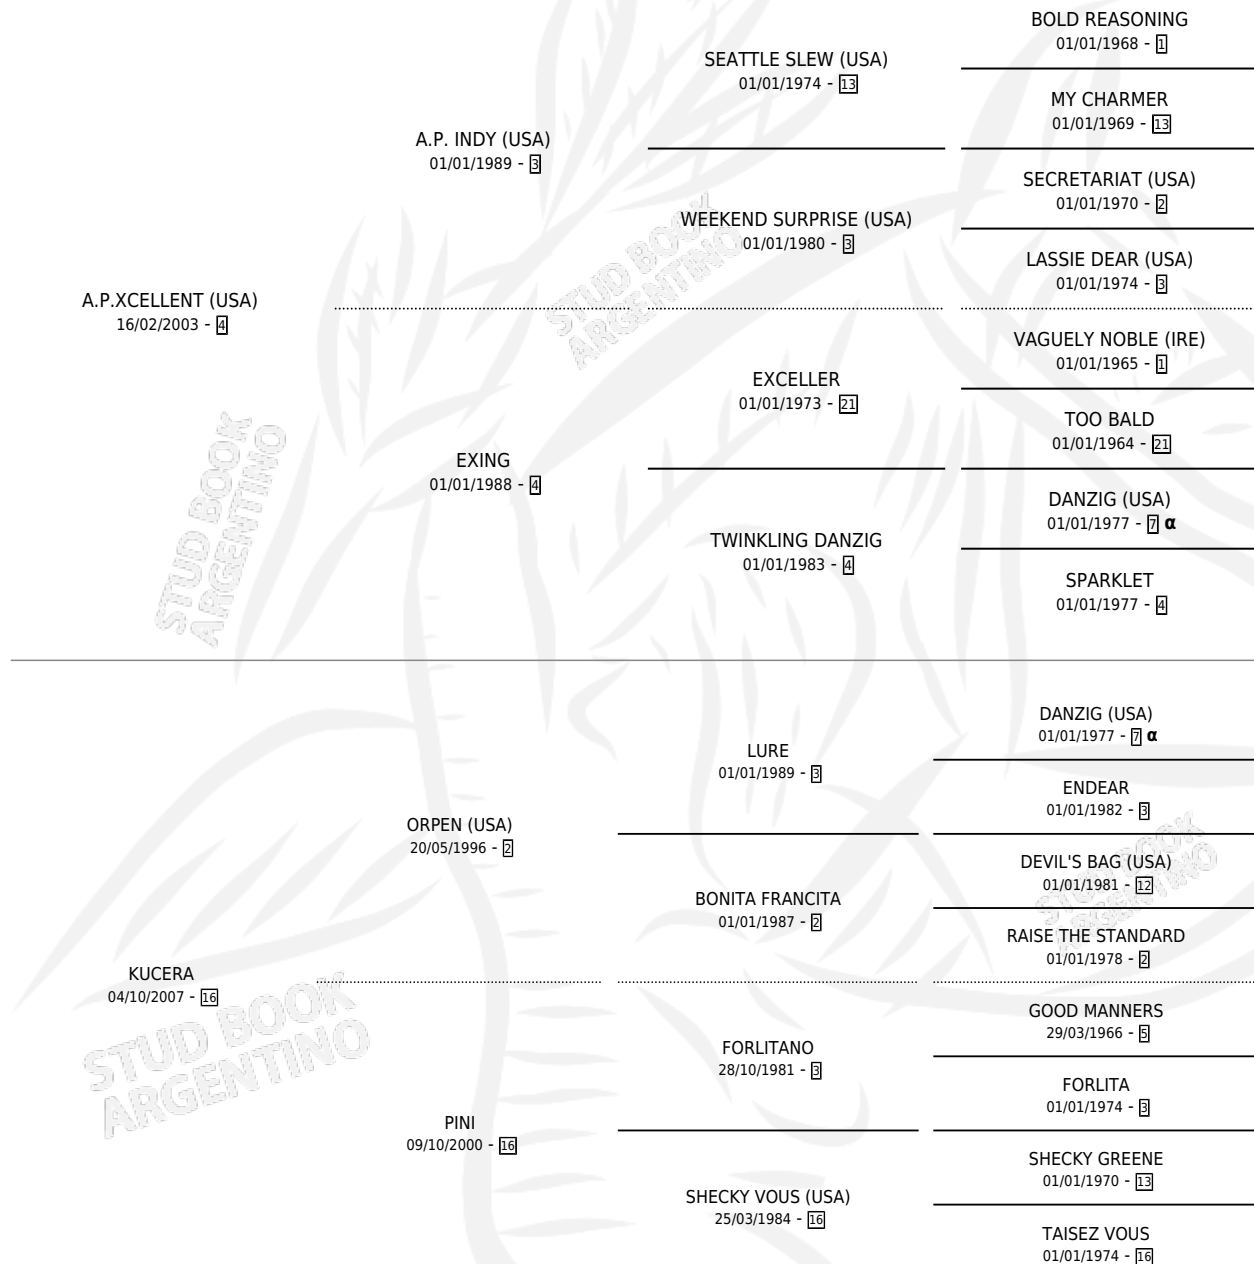 BOLD REASONING
01/01/1968 - 1
SEATTLE SLEW (USA)
01/01/1974 - 13
MY CHARMER
01/01/1969 - 13
A.P. INDY (USA)
01/01/1989 - 3
SECRETARIAT (USA)
01/01/1970 - 2
WEEKEND SURPRISE (USA)
01/01/1980 - 3
LASSIE DEAR (USA)
01/01/1974 - 3
STUD BOOK
ARGENTINO
A.P.XCELLENT (USA)
16/02/2003 - 4
VAGUELY NOBLE (IRE)
01/01/1965 - 1
EXCELLER
01/01/1973 - 21
TOO BALD
01/01/1964 - 21
STUD BOOK
ARGENTINO
EXING
01/01/1988 - 4
DANZIG (USA)
01/01/1977 - 7 α
TWINKLING DANZIG
01/01/1983 - 4
SPARKLET
01/01/1977 - 4
DANZIG (USA)
01/01/1977 - 7 α
LURE
01/01/1989 - 3
ENDEAR
01/01/1982 - 3
ORPEN (USA)
20/05/1996 - 2
DEVIL'S BAG (USA)
01/01/1981 - 12
STUD BOOK
ARGENTINO
BONITA FRANCITA
01/01/1987 - 2
RAISE THE STANDARD
01/01/1978 - 2
KUCERA
04/10/2007 - 16
STUD BOOK
ARGENTINO
GOOD MANNERS
29/03/1966 - 5
FORLITANO
28/10/1981 - 3
FORLITA
01/01/1974 - 3
PINI
09/10/2000 - 16
SHECKY GREENE
01/01/1970 - 13
SHECKY VOUS (USA)
25/03/1984 - 16
TAISEZ VOUS
01/01/1974 - 16